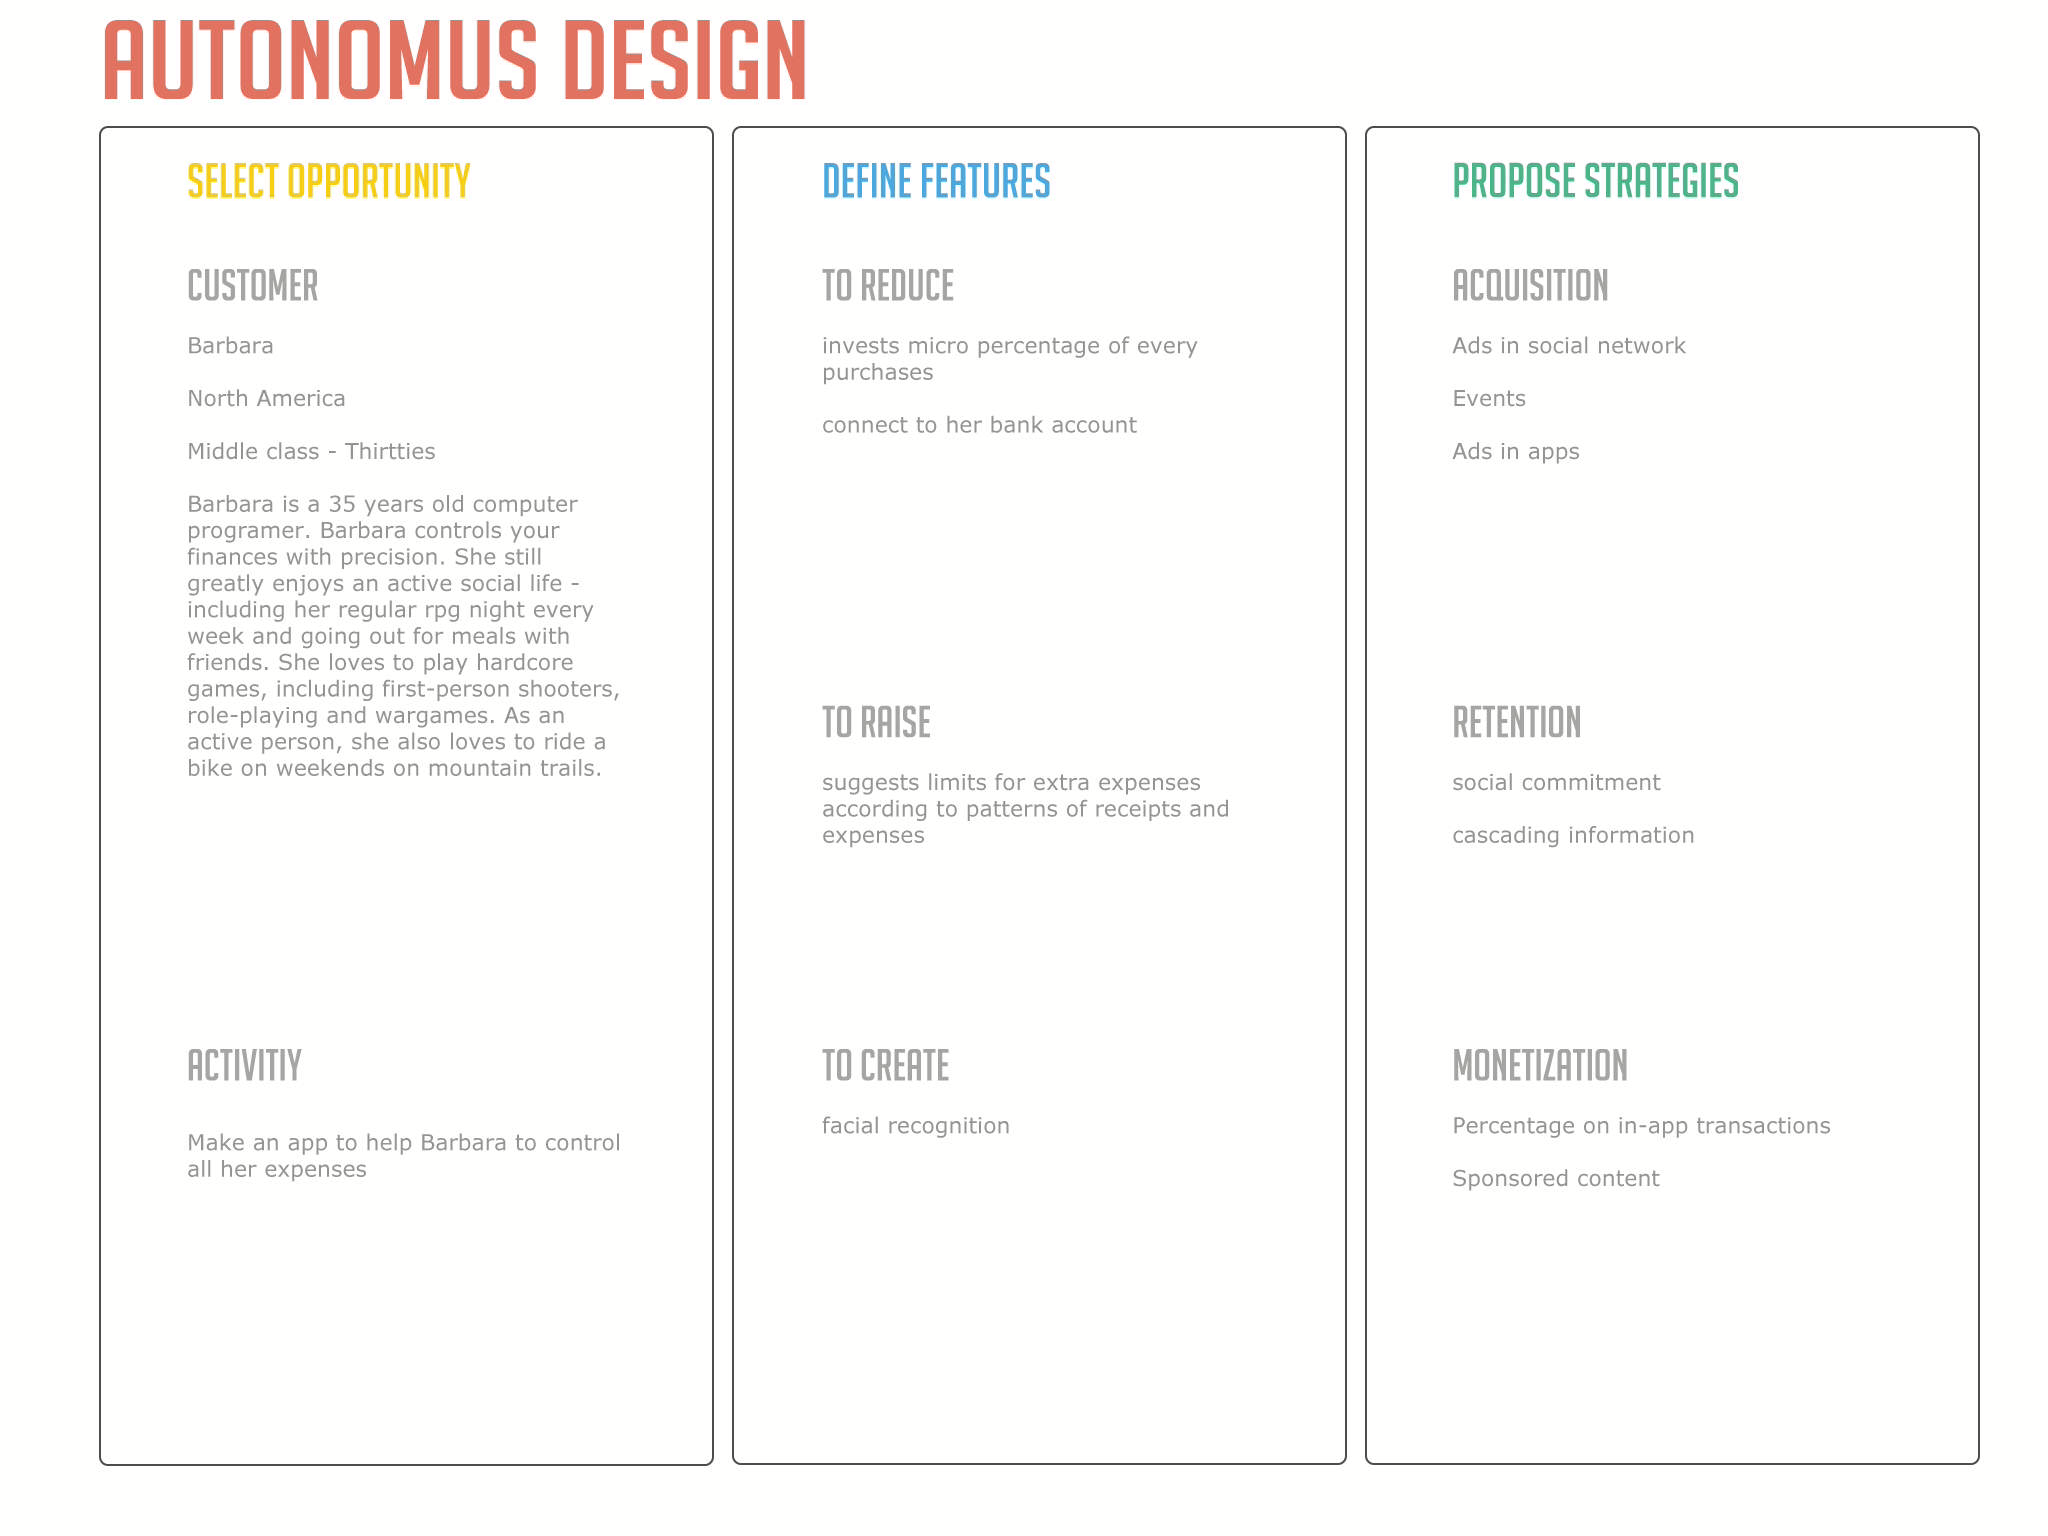 AUTONOMUS DESIGN
SELECT OPPORTUNITY
CUSTOMER
Barbara
North America
Middle class - Thirtties
Barbara is a 35 years old computer
programer. Barbara controls your
finances with precision. She still
greatly enjoys an active social life -
including her regular rpg night every
week and going out for meals with
friends. She loves to play hardcore
games, including first-person shooters,
role-playing and wargames. As an
active person, she also loves to ride a
bike on weekends on mountain trails.
ACTIVITIY
Make an app to help Barbara to control
all her expenses
DEFINE FEATURES
TO REDUCE
invests micro percentage of every
purchases
connect to her bank account
TO RAISE
suggests limits for extra expenses
according to patterns of receipts and
expenses
TO CREATE
facial recognition
PROPOSE STRATEGIES
ACQUISITION
Ads in social network
Events
Ads in apps
RETENTION
social commitment
cascading information
MONETIZATION
Percentage on in-app transactions
Sponsored content